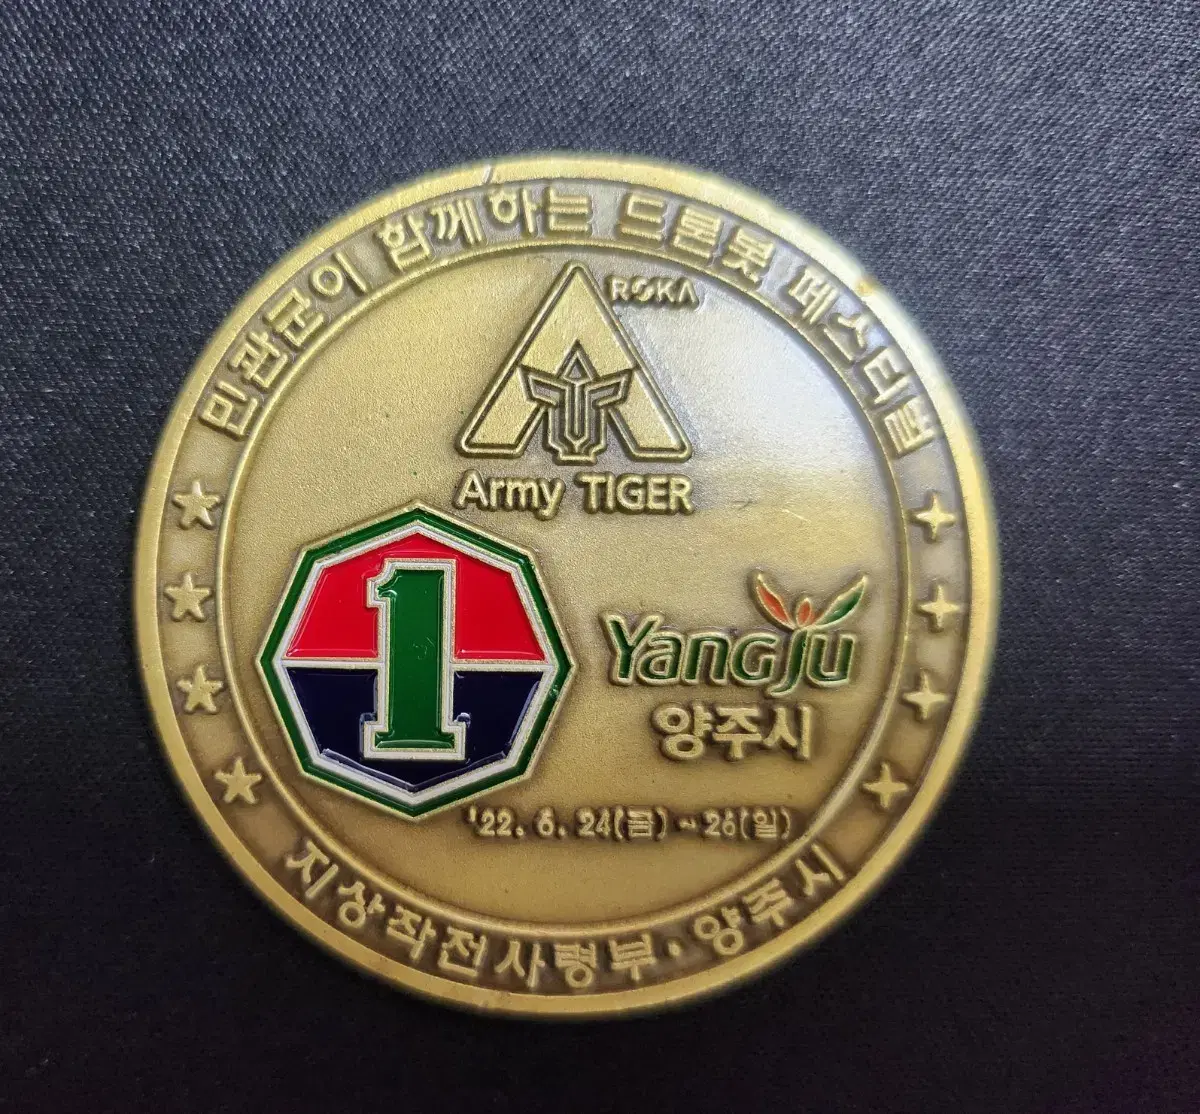 민관군이 함께하는 드론봇 페스티벌
ROKA
Army TIGER
1
YangJu
양주시
'22. 6. 24(금) ~ 26(일)
지상작전사령부·양주시